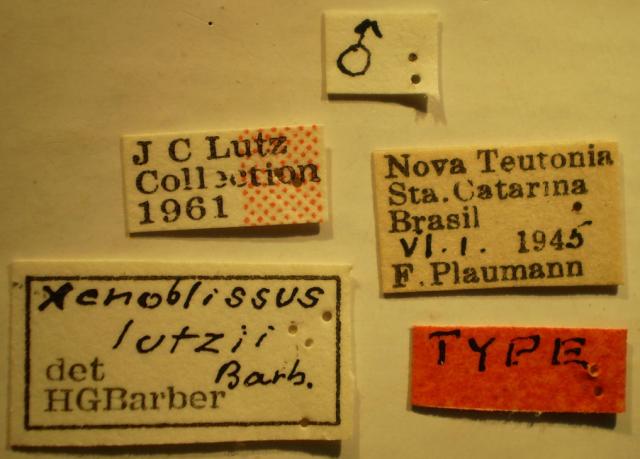 ♂
J C Lutz
Collection
1961
Nova Teutonia
Sta. Catarina
Brasil
VI. 1. 1945
F. Plaumann
Xenoblissus
lutzii
Barb.
det
HGBarber
TYPE